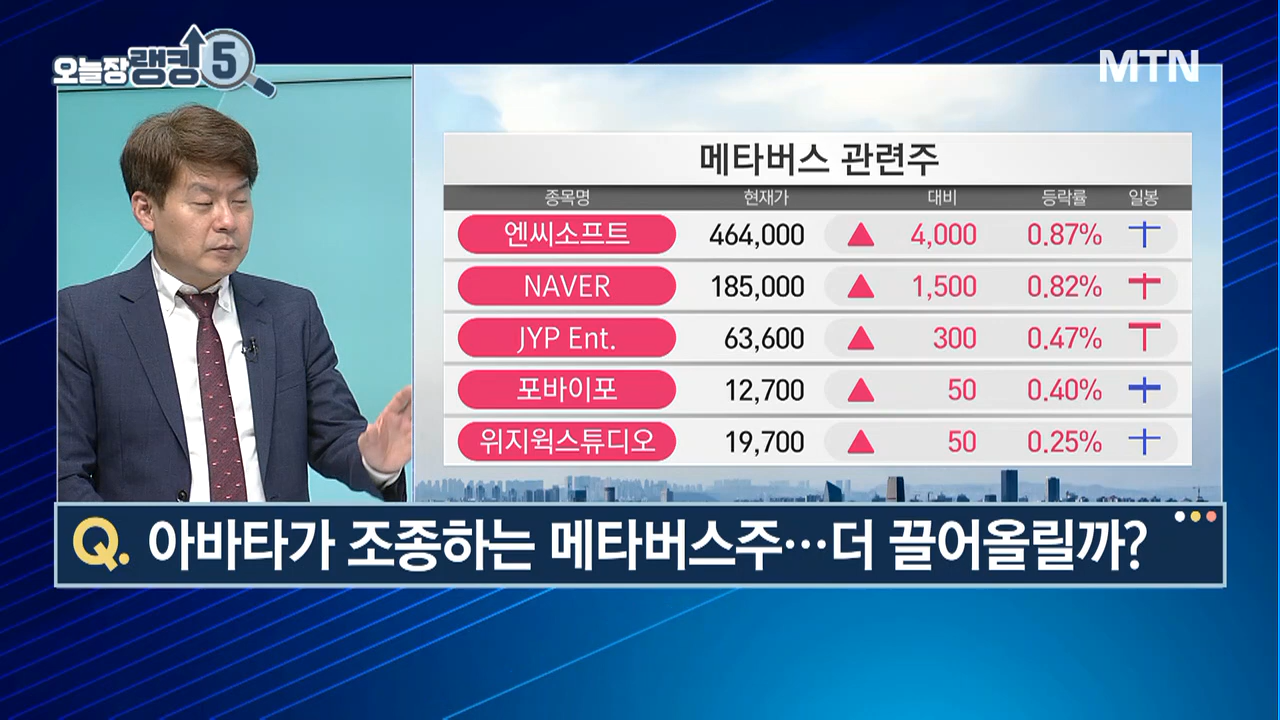 오늘장랭킹5
MTN
메타버스 관련주
종목명 현재가 대비 등락률 일봉
엔씨소프트 464,000 ▲ 4,000 0.87%
NAVER 185,000 ▲ 1,500 0.82%
JYP Ent. 63,600 ▲ 300 0.47%
포바이포 12,700 ▲ 50 0.40%
위지윅스튜디오 19,700 ▲ 50 0.25%
Q. 아바타가 조종하는 메타버스주…더 끌어올릴까?